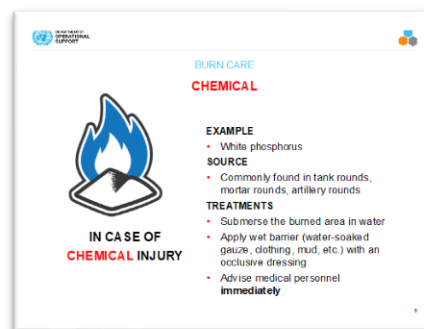 DEPARTMENT OF
OPERATIONAL
SUPPORT
BURN CARE
CHEMICAL
EXAMPLE
• White phosphorus
SOURCE
• Commonly found in tank rounds,
mortar rounds, artillery rounds
TREATMENTS
• Submerse the burned area in water
• Apply wet barrier (water-soaked
gauze, clothing, mud, etc.) with an
occlusive dressing
• Advise medical personnel
immediately
IN CASE OF
CHEMICAL INJURY